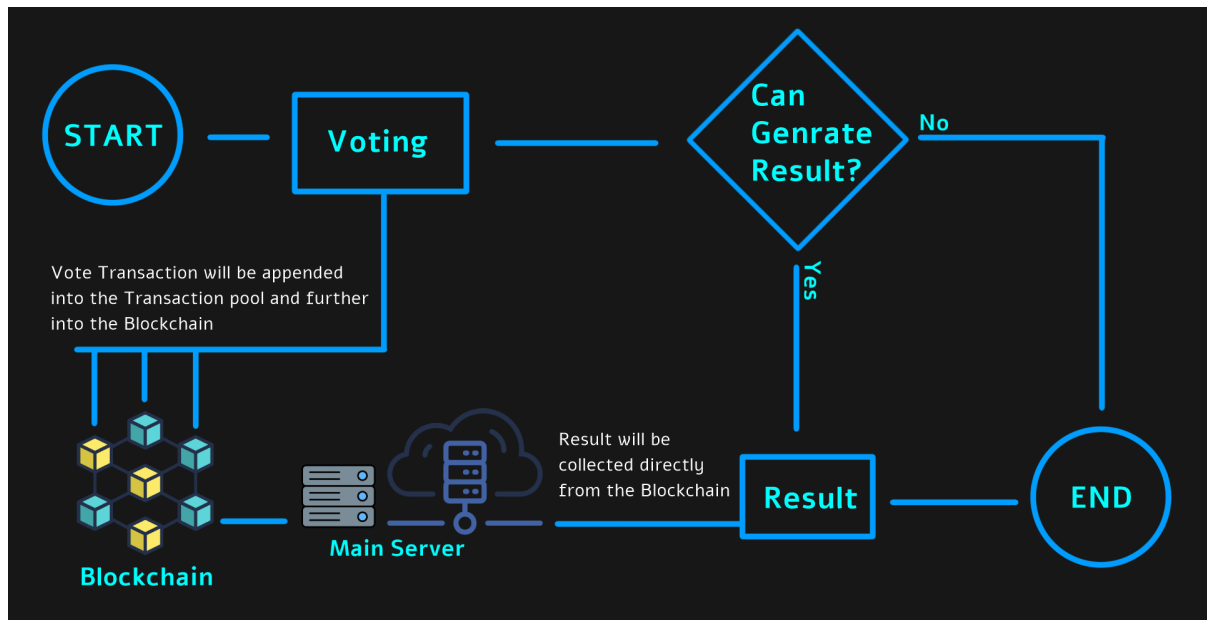 START
Voting
Can
Genrate
Result?
No
Yes
Vote Transaction will be appended
into the Transaction pool and further
into the Blockchain
Result will be
collected directly
from the Blockchain
Result
END
Main Server
Blockchain